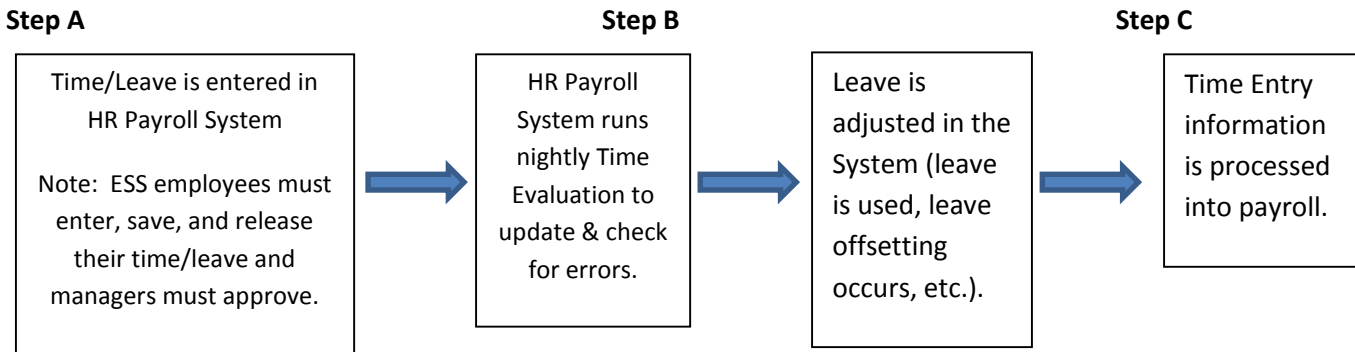 Step A
Step B
Step C
Time/Leave is entered in
HR Payroll System
Note:  ESS employees must
enter, save, and release
their time/leave and
managers must approve.
HR Payroll
System runs
nightly Time
Evaluation to
update & check
for errors.
Leave is
adjusted in the
System (leave
is used, leave
offsetting
occurs, etc.).
Time Entry
information
is processed
into payroll.